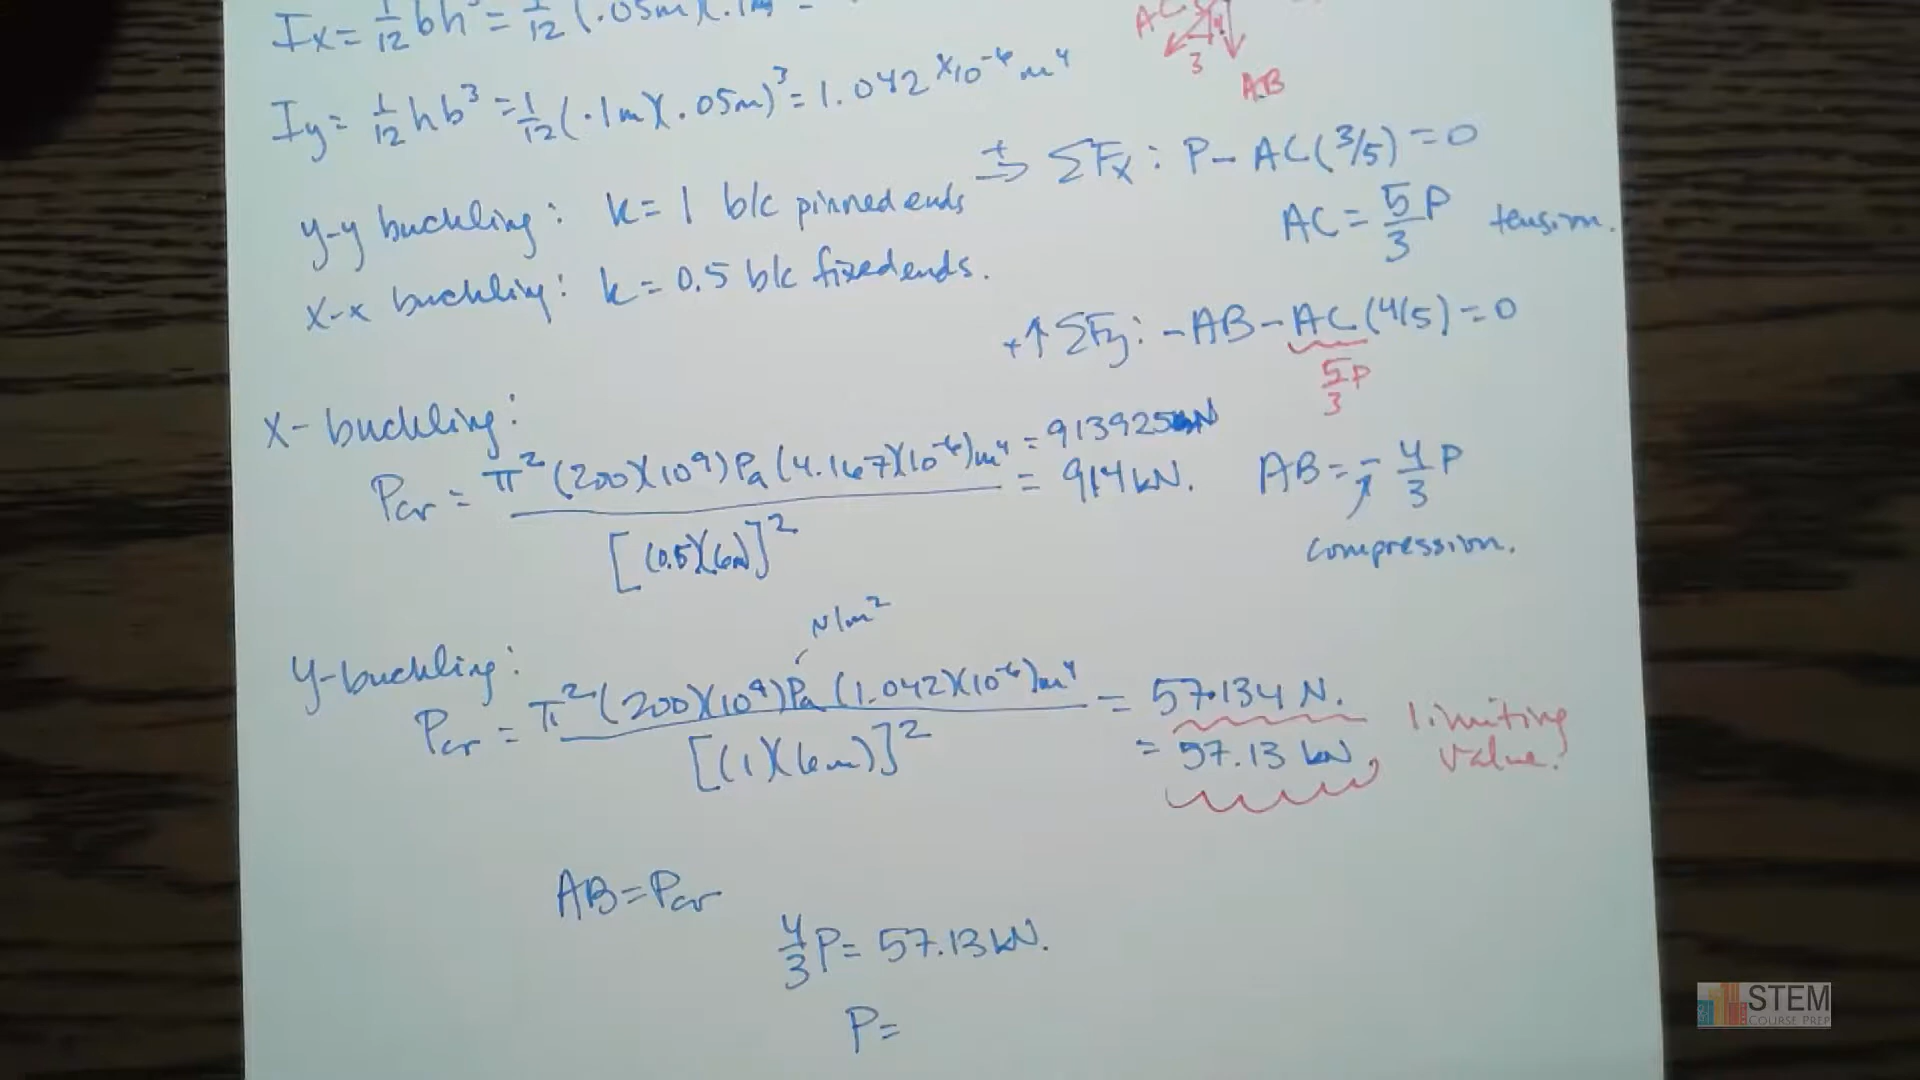 Ix = 1/12 bh³ = 1/12 (.05m)(.1m)
AC
3
AB
Iy = 1/12 hb³ = 1/12 (.1m)(.05m)³ = 1.042 x10⁻⁶ m⁴
→+ ΣFx: P - AC(3/5) = 0
AC = 5/3 P tension.
y-y buckling: k = 1 b/c pinned ends
x-x buckling: k = 0.5 b/c fixed ends.
+↑ ΣFy: -AB - AC (4/5) = 0
5/3 P
AB = - 4/3 P
compression.
X-buckling:
Pcr = π² (200)(10⁹) Pa (4.167)(10⁻⁶) m⁴ / [(0.5)(6m)]² = 913925 N
= 914 kN.
N/m²
y-buckling:
Pcr = π² (200)(10⁹) Pa (1.042)(10⁻⁶) m⁴ / [(1)(6m)]² = 57134 N.
= 57.13 kN,
limiting
value.
AB = Pcr
4/3 P = 57.13 kN.
P =
STEM
COURSE PREP